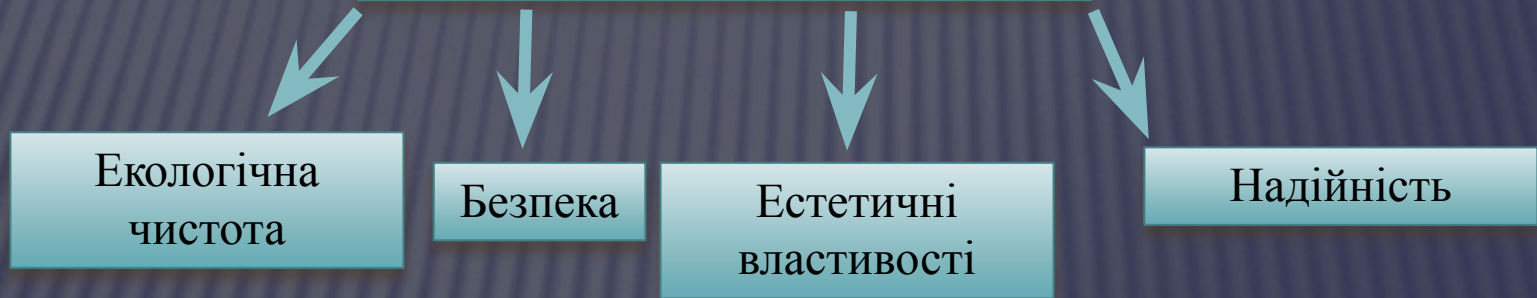 Екологічна
чистота
Безпека
Естетичні
властивості
Надійність